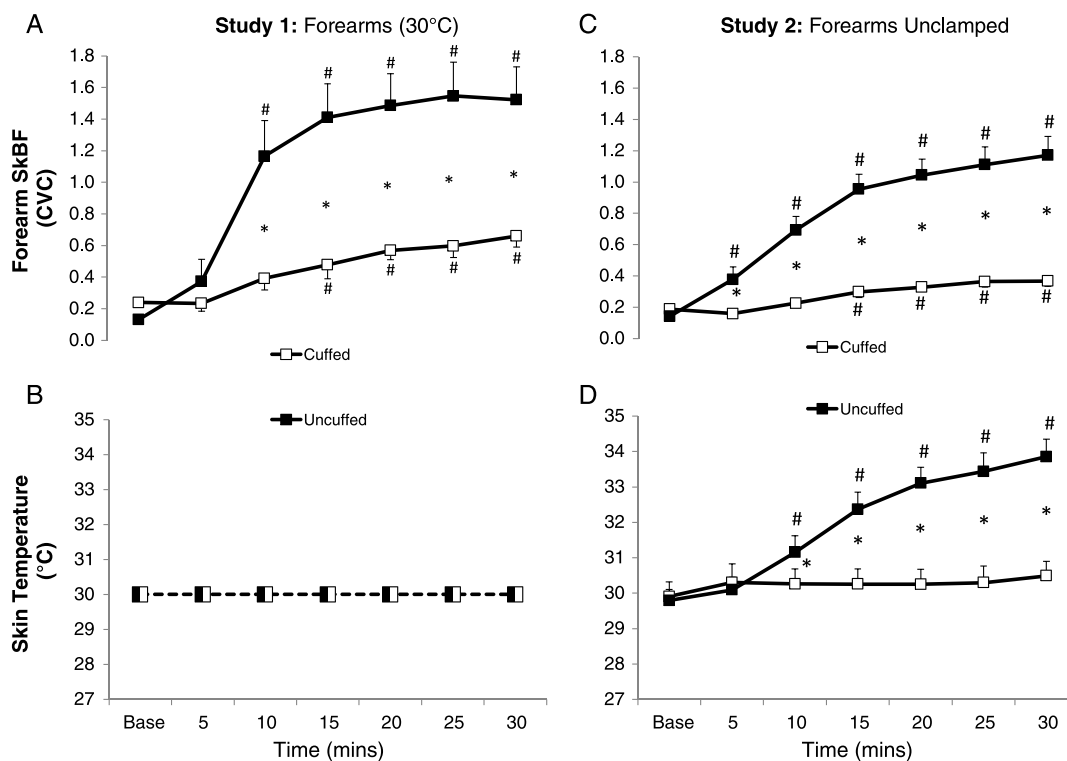 A
Study 1: Forearms (30°C)
Forearm SkBF
(CVC)
1.8
1.6
1.4
1.2
1.0
0.8
0.6
0.4
0.2
0.0
# # # # #
* * * * *
# # # #
Cuffed
C
Study 2: Forearms Unclamped
1.8
1.6
1.4
1.2
1.0
0.8
0.6
0.4
0.2
0.0
# # # # # #
* * * * * *
# # # #
Cuffed
B
Skin Temperature
(°C)
35
34
33
32
31
30
29
28
27
Uncuffed
Base 5 10 15 20 25 30
Time (mins)
D
35
34
33
32
31
30
29
28
27
Uncuffed
# # # # #
* * * * *
Base 5 10 15 20 25 30
Time (mins)